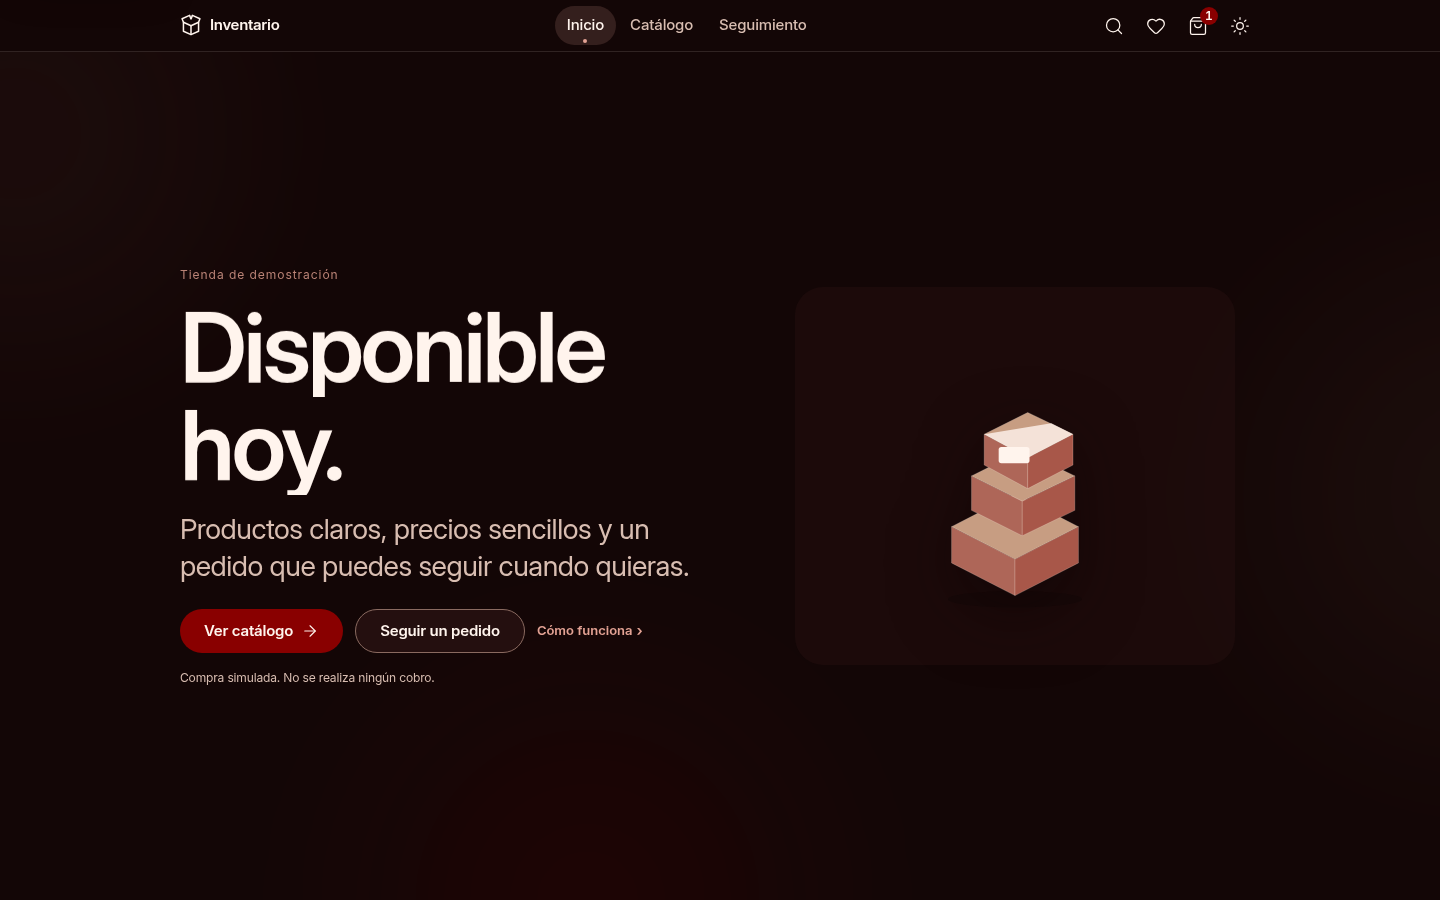 Inventario
Inicio
Catálogo
Seguimiento
1
Tienda de demostración
Disponible
hoy.
Productos claros, precios sencillos y un
pedido que puedes seguir cuando quieras.
Ver catálogo
Seguir un pedido
Cómo funciona ›
Compra simulada. No se realiza ningún cobro.